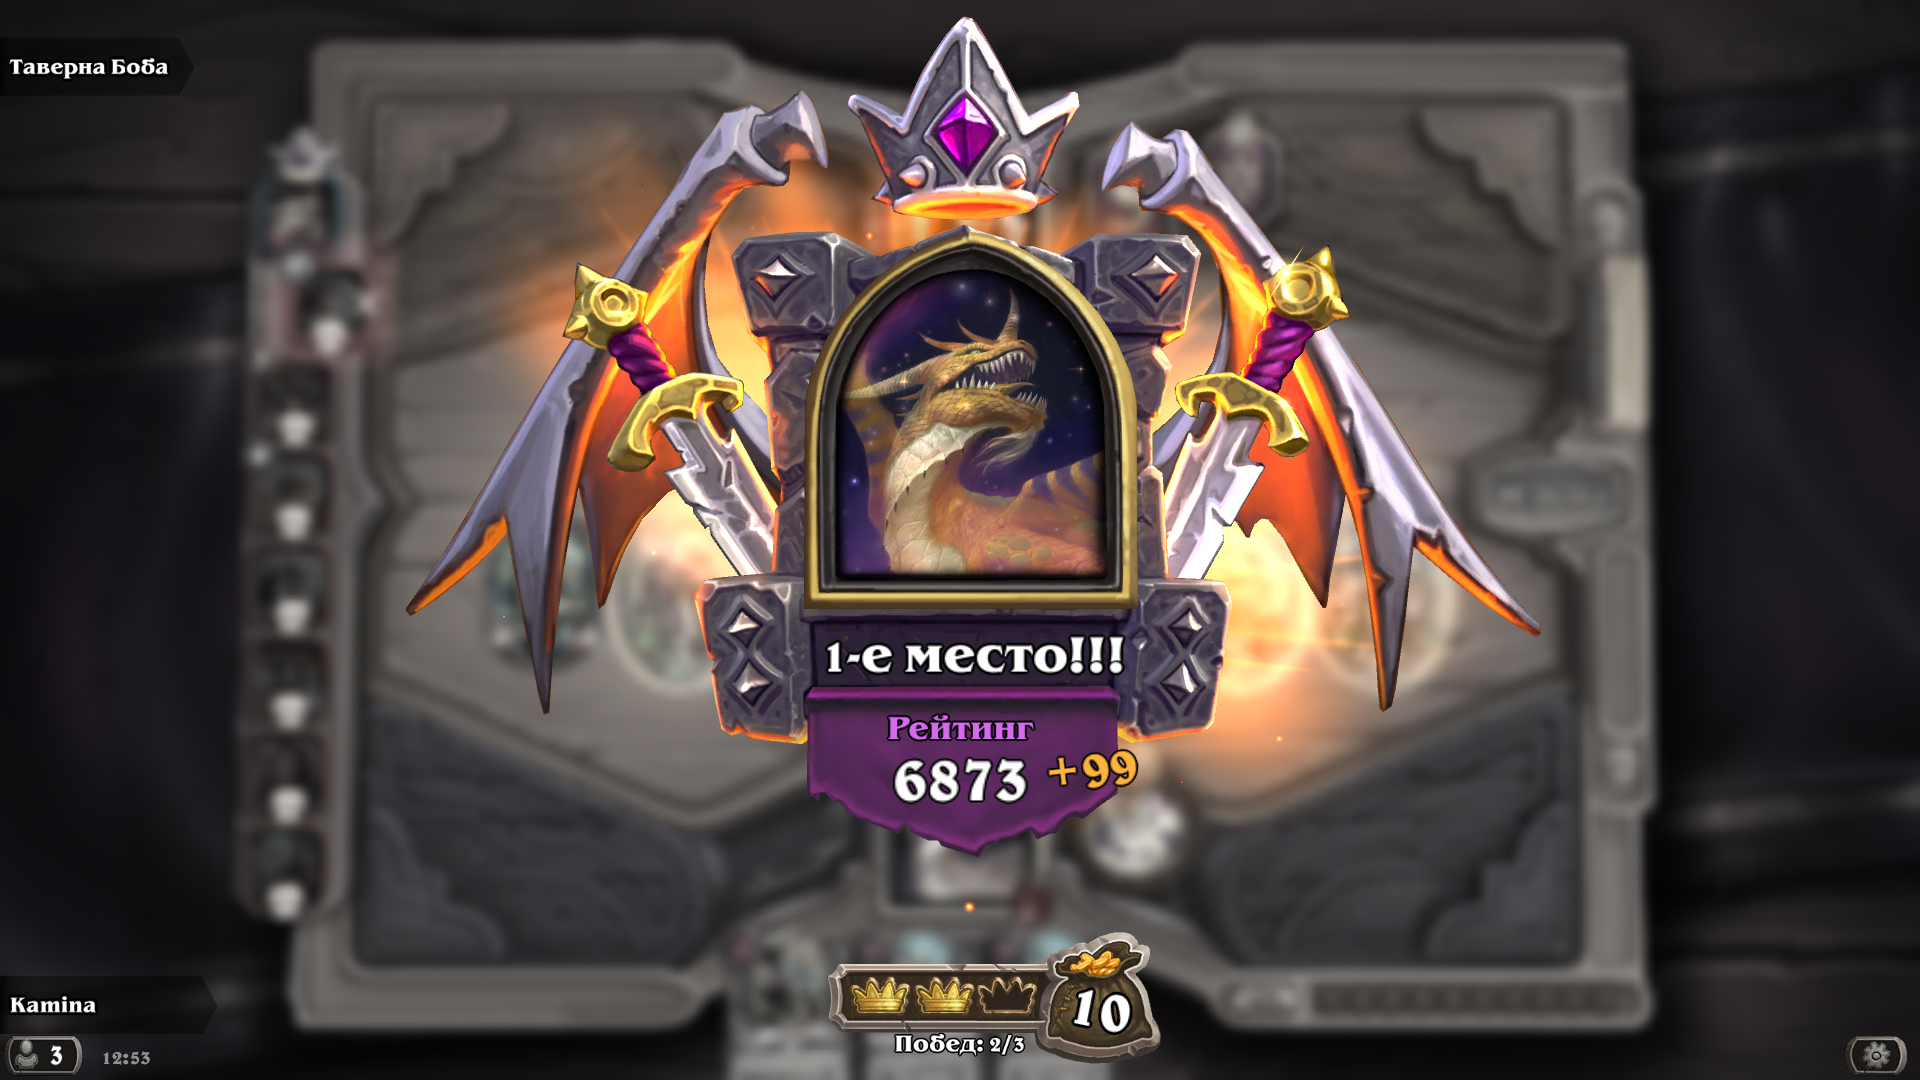 Таверна Боба
1-е место!!!
Рейтинг
6873 +99
10
Побед: 2/3
Kamina
3
12:53